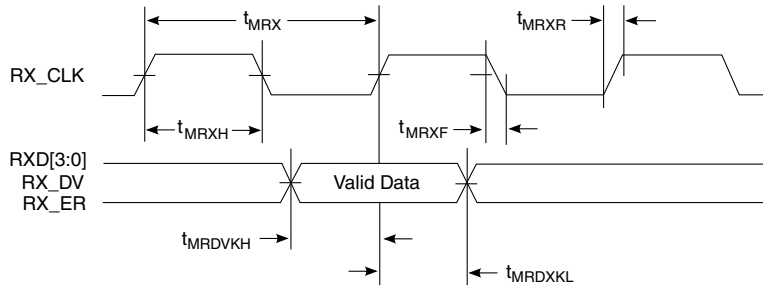 tMRX
tMRXR
RX_CLK
tMRXH
tMRXF
RXD[3:0]
RX_DV
Valid Data
RX_ER
tMRDVKH
tMRDXKL